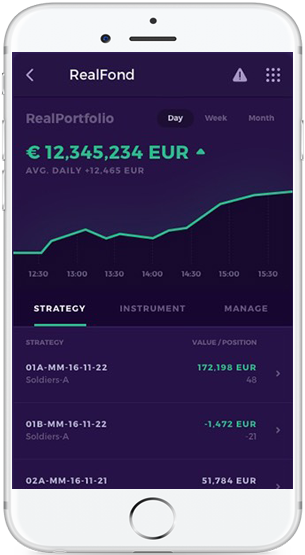 RealFond
RealPortfolio Day Week Month
€ 12,345,234 EUR
AVG. DAILY +12,465 EUR
12:30 13:00 13:30 14:00 14:30 15:00 15:30
STRATEGY INSTRUMENT MANAGE
STRATEGY VALUE / POSITION
01A-MM-16-11-22 172,198 EUR
Soldiers-A 48
01B-MM-16-11-22 -1,472 EUR
Soldiers-A -21
02A-MM-16-11-21 51,784 EUR